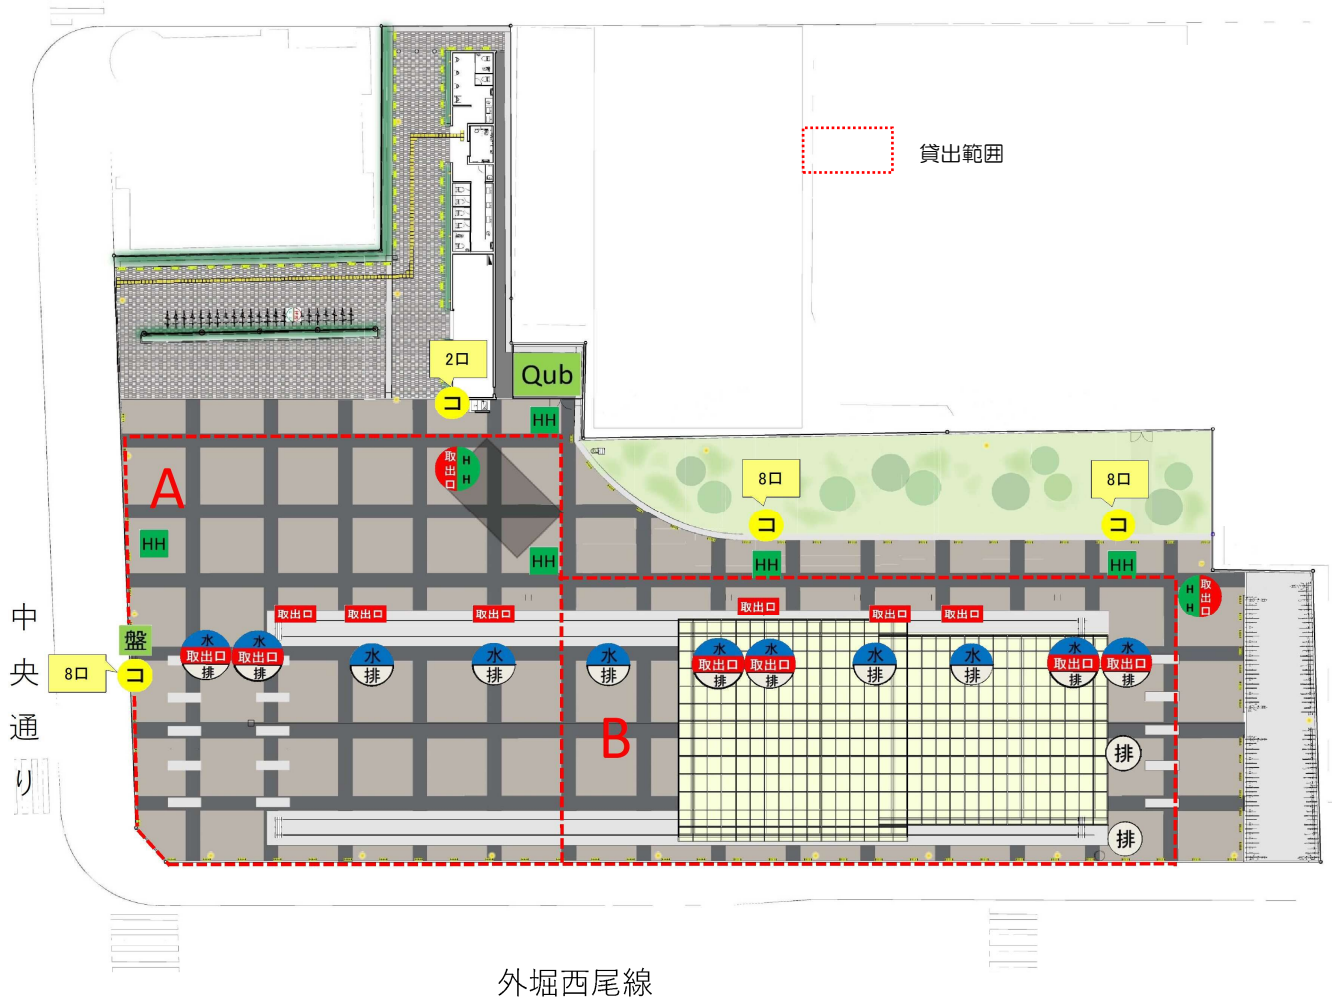 貸出範囲
2口
コ
Qub
HH
A
取出口
HH
8口
コ
8口
コ
HH
HH
HH
HH
HH
取出口
取出口
取出口
取出口
取出口
取出口
取出口
中央通り
盤
8口
コ
水
取出口
排
水
取出口
排
水
排
水
排
水
排
水
取出口
排
水
取出口
排
水
排
水
排
水
取出口
排
水
取出口
排
B
排
排
外堀西尾線